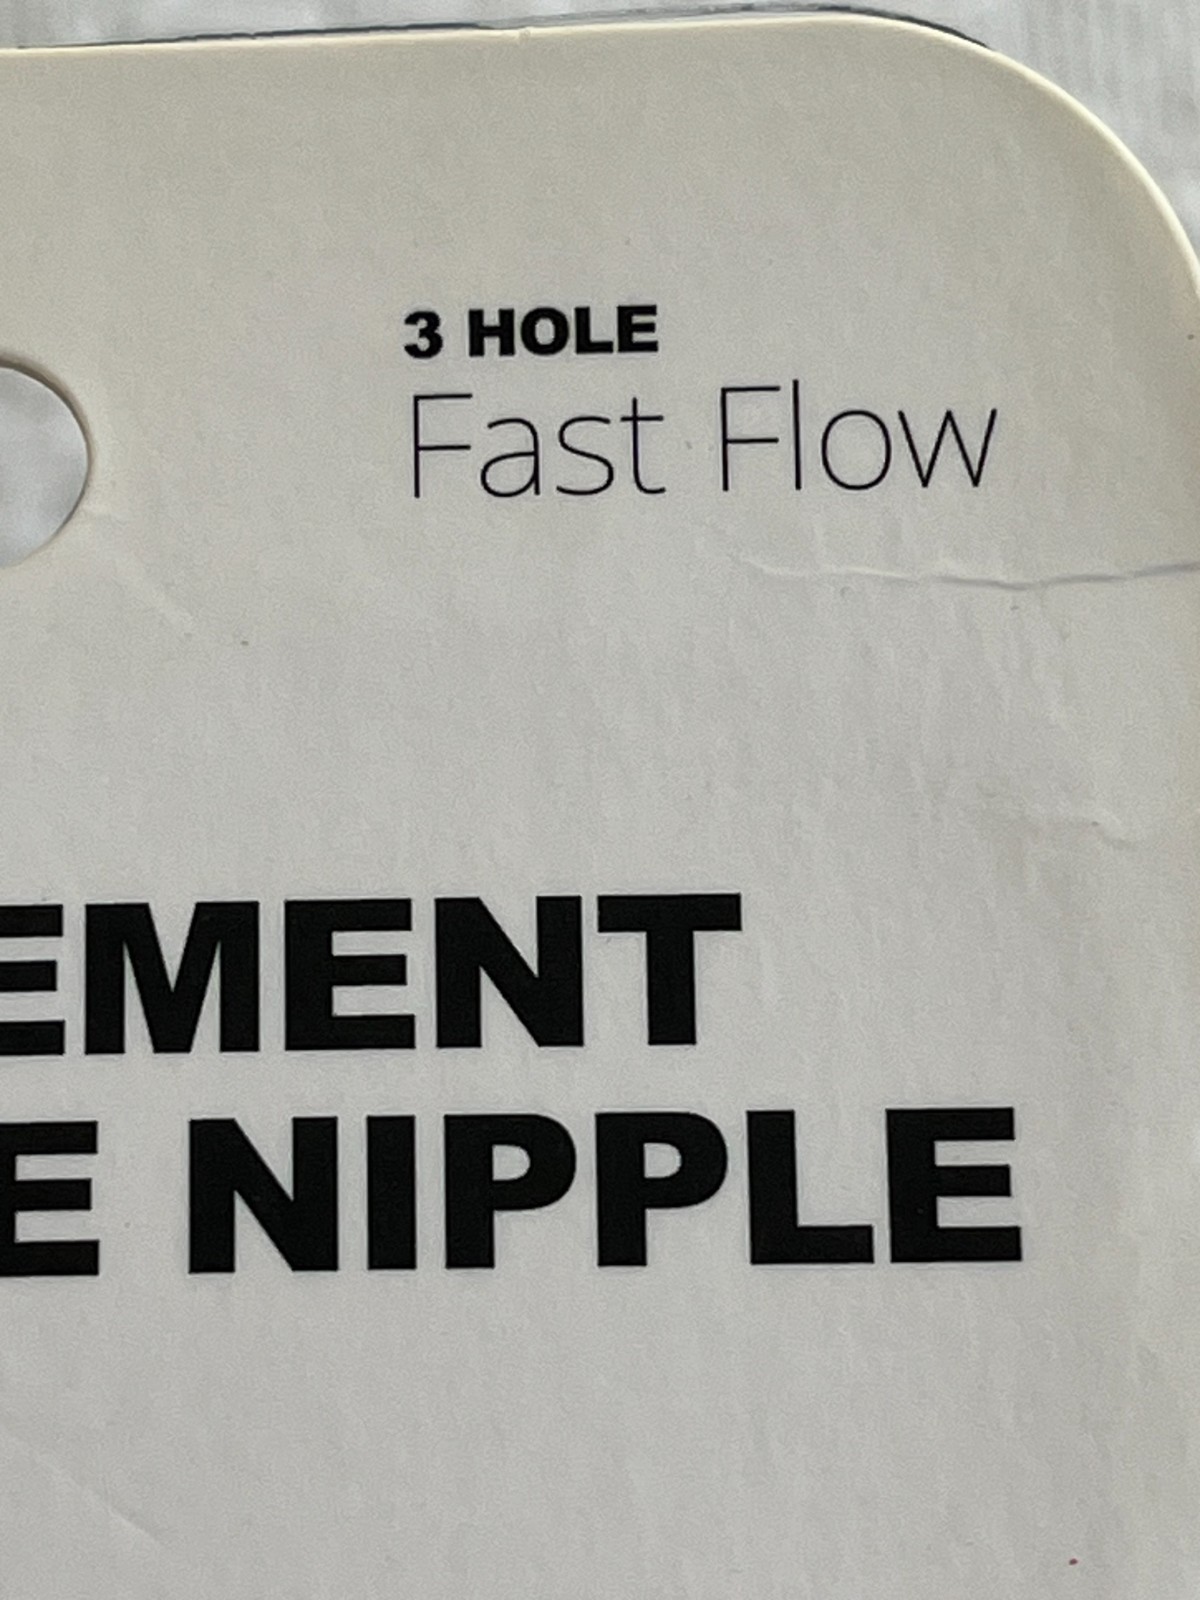 3 HOLE
Fast Flow
EMENT
E NIPPLE